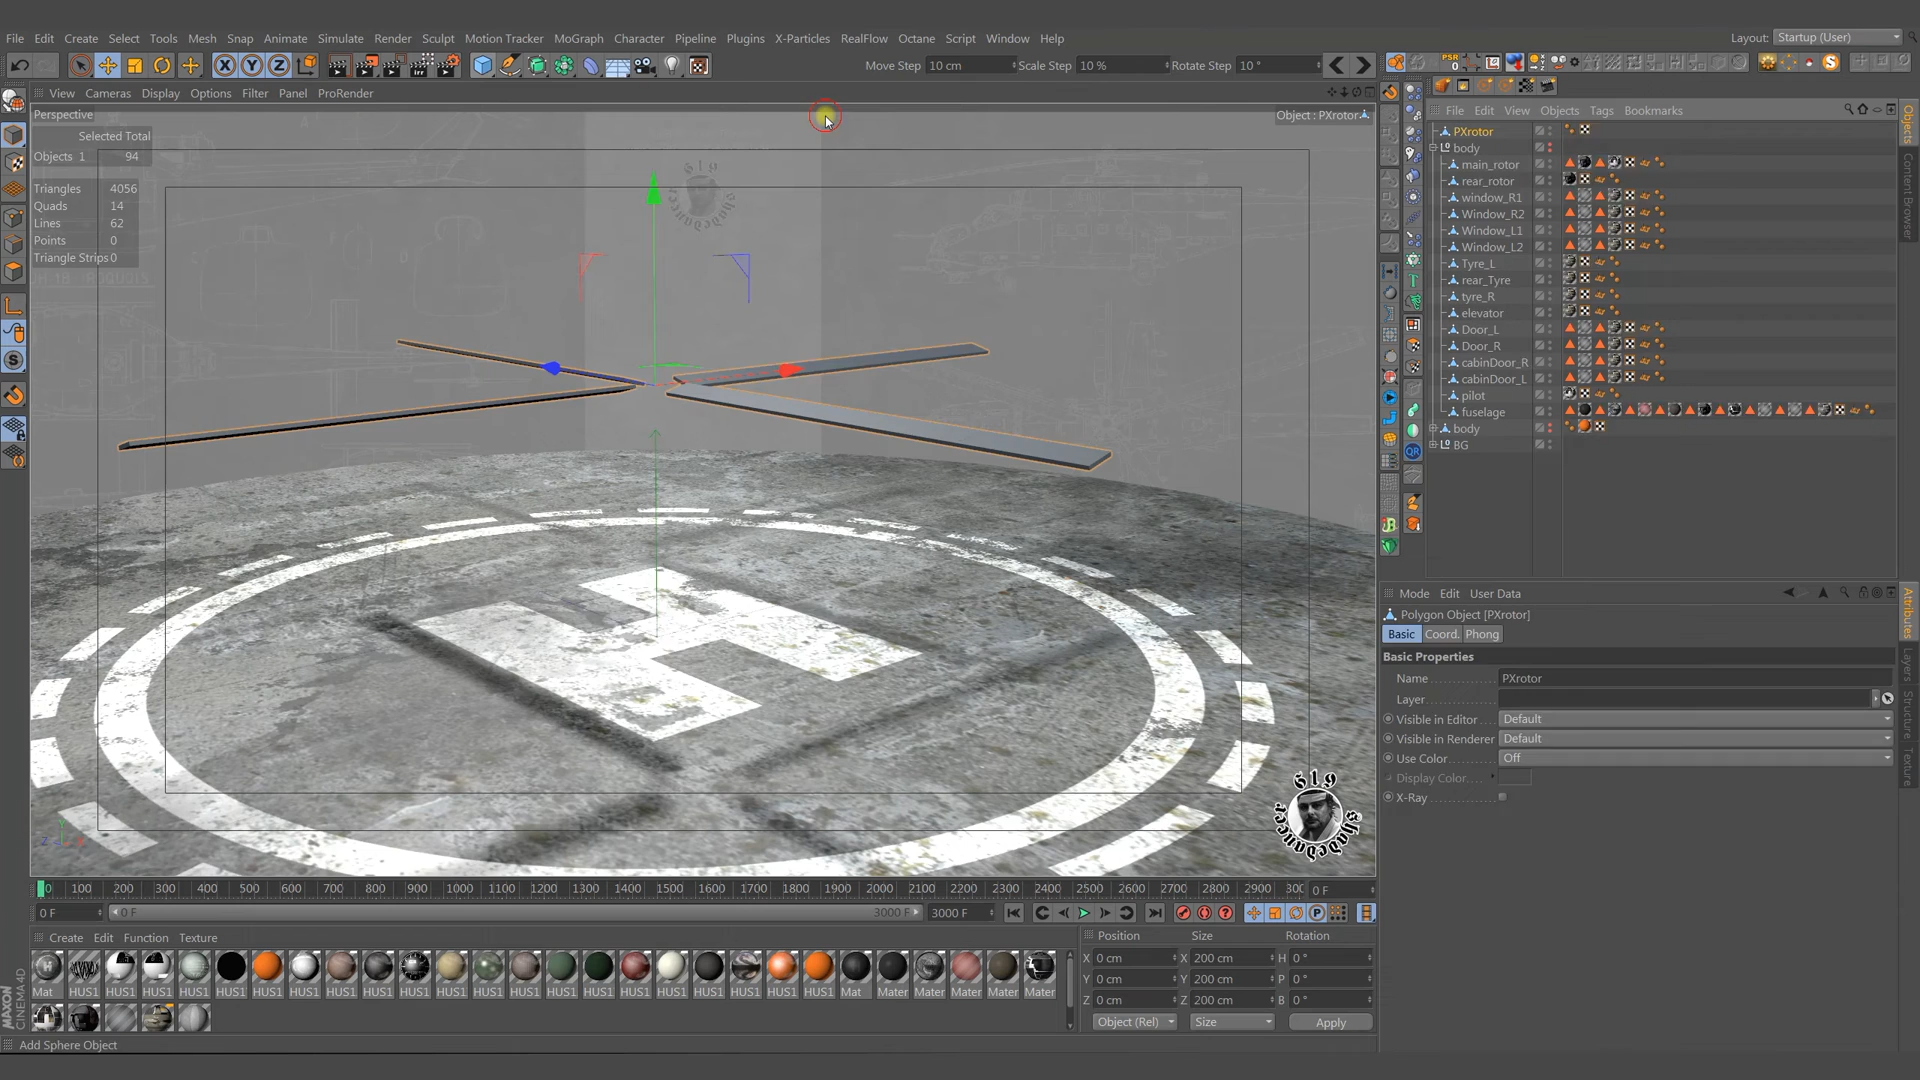 File Edit Create Select Tools Mesh Snap Animate Simulate Render Sculpt Motion Tracker MoGraph Character Pipeline Plugins X-Particles RealFlow Octane Script Window Help
Layout: Startup (User)
X Y Z
Move Step 10 cm Scale Step 10 % Rotate Step 10 °
PSR
View Cameras Display Options Filter Panel ProRender
File Edit View Objects Tags Bookmarks
Perspective
Object : PXrotor
Selected Total
Objects 1 94
Triangles 4056
Quads 14
Lines 62
Points 0
Triangle Strips 0
PXrotor
body
main_rotor
rear_rotor
window_R1
Window_R2
Window_L1
Window_L2
Tyre_L
rear_Tyre
tyre_R
elevator
Door_L
Door_R
cabinDoor_R
cabinDoor_L
pilot
fuselage
body
BG
Objects
Content Browser
QR
H
Mode Edit User Data
Polygon Object [PXrotor]
Basic Coord. Phong
Basic Properties
Name PXrotor
Layer
Visible in Editor Default
Visible in Renderer Default
Use Color Off
Display Color
X-Ray
Attributes
Layers
Structure
Texture
Y
Z X
0 100 200 300 400 500 600 700 800 900 1000 1100 1200 1300 1400 1500 1600 1700 1800 1900 2000 2100 2200 2300 2400 2500 2600 2700 2800 2900 300 0 F
0 F 0 F 3000 F 3000 F
Create Edit Function Texture
Mat HUS1 HUS1 HUS1 HUS1 HUS1 HUS1 HUS1 HUS1 HUS1 HUS1 HUS1 HUS1 HUS1 HUS1 HUS1 HUS1 HUS1 HUS1 HUS1 HUS1 HUS1 Mat Mater Mater Mater Mater Mater
Position Size Rotation
X 0 cm X 200 cm H 0 °
Y 0 cm Y 200 cm P 0 °
Z 0 cm Z 200 cm B 0 °
Object (Rel) Size Apply
MAXON
CINEMA 4D
Add Sphere Object